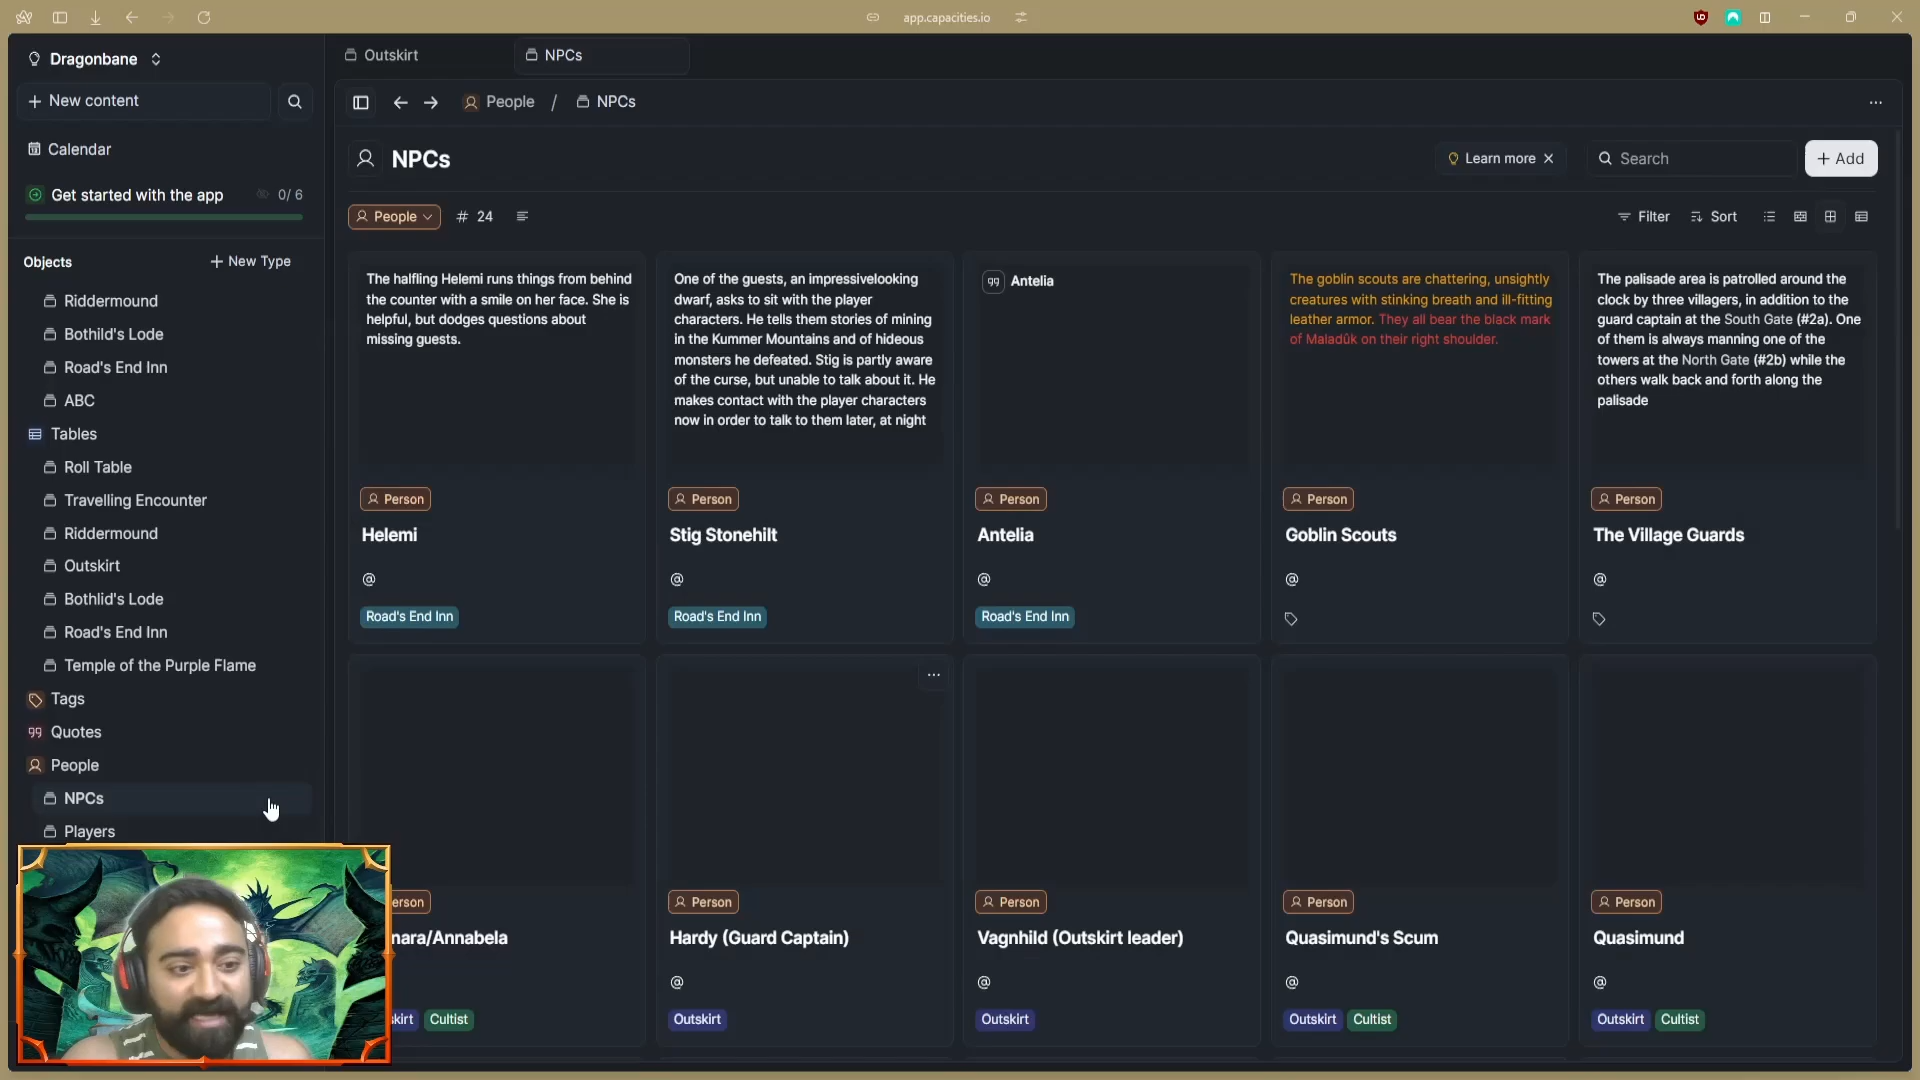 app.capacities.io
Dragonbane
Outskirt
NPCs
+ New content
People / NPCs
Calendar
NPCs
Learn more
Search
+ Add
Get started with the app
0/ 6
People
# 24
Filter
Sort
Objects
+ New Type
Riddermound
Bothild's Lode
Road's End Inn
ABC
Tables
Roll Table
Travelling Encounter
Riddermound
Outskirt
Bothlid's Lode
Road's End Inn
Temple of the Purple Flame
Tags
Quotes
People
NPCs
Players
The halfling Helemi runs things from behind
the counter with a smile on her face. She is
helpful, but dodges questions about
missing guests.
Person
Helemi
@
Road's End Inn
One of the guests, an impressivelooking
dwarf, asks to sit with the player
characters. He tells them stories of mining
in the Kummer Mountains and of hideous
monsters he defeated. Stig is partly aware
of the curse, but unable to talk about it. He
makes contact with the player characters
now in order to talk to them later, at night
Person
Stig Stonehilt
@
Road's End Inn
Antelia
Person
Antelia
@
Road's End Inn
The goblin scouts are chattering, unsightly
creatures with stinking breath and ill-fitting
leather armor. They all bear the black mark
of Maladûk on their right shoulder.
Person
Goblin Scouts
@
The palisade area is patrolled around the
clock by three villagers, in addition to the
guard captain at the South Gate (#2a). One
of them is always manning one of the
towers at the North Gate (#2b) while the
others walk back and forth along the
palisade
Person
The Village Guards
@
erson
nara/Annabela
skirt
Cultist
Person
Hardy (Guard Captain)
@
Outskirt
Person
Vagnhild (Outskirt leader)
@
Outskirt
Person
Quasimund's Scum
@
Outskirt
Cultist
Person
Quasimund
@
Outskirt
Cultist